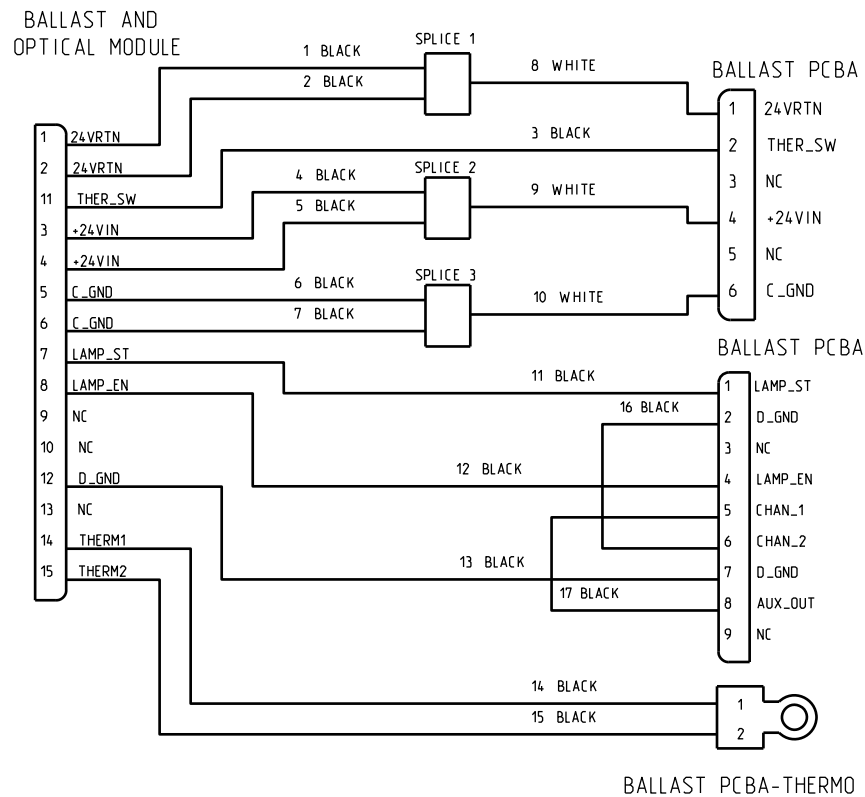 BALLAST AND
OPTICAL MODULE
1 24VRTN
2 24VRTN
11 THER_SW
3 +24VIN
4 +24VIN
5 C_GND
6 C_GND
7 LAMP_ST
8 LAMP_EN
9 NC
10 NC
12 D_GND
13 NC
14 THERM1
15 THERM2
1 BLACK
2 BLACK
SPLICE 1
8 WHITE
3 BLACK
4 BLACK
5 BLACK
SPLICE 2
9 WHITE
6 BLACK
7 BLACK
SPLICE 3
10 WHITE
11 BLACK
16 BLACK
12 BLACK
13 BLACK
17 BLACK
14 BLACK
15 BLACK
BALLAST PCBA
1 24VRTN
2 THER_SW
3 NC
4 +24VIN
5 NC
6 C_GND
BALLAST PCBA
1 LAMP_ST
2 D_GND
3 NC
4 LAMP_EN
5 CHAN_1
6 CHAN_2
7 D_GND
8 AUX_OUT
9 NC
1
2
BALLAST PCBA-THERMO